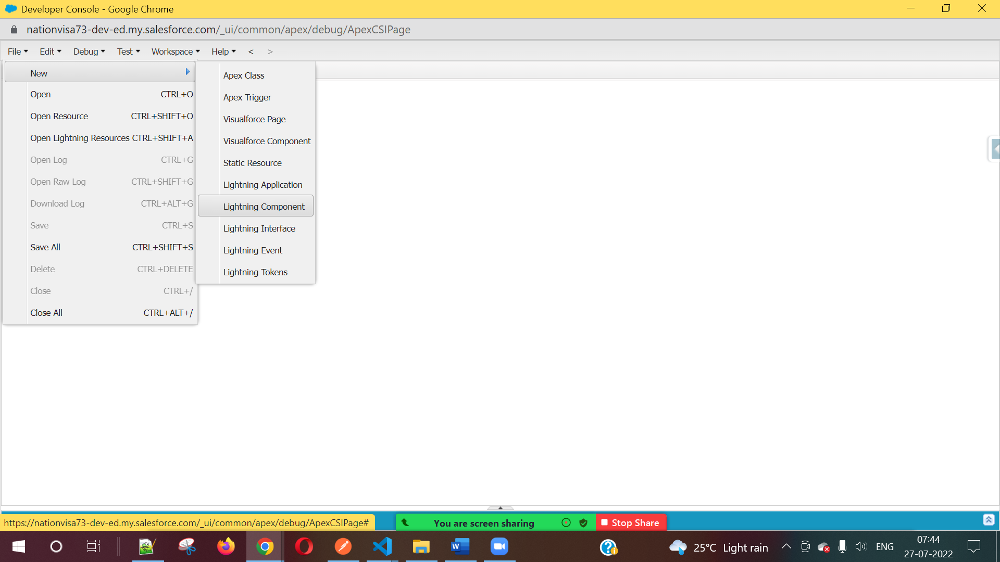 Developer Console - Google Chrome
nationvisa73-dev-ed.my.salesforce.com/_ui/common/apex/debug/ApexCSIPage
File Edit Debug Test Workspace Help < >
New
Open CTRL+O
Open Resource CTRL+SHIFT+O
Open Lightning Resources CTRL+SHIFT+A
Open Log CTRL+G
Open Raw Log CTRL+SHIFT+G
Download Log CTRL+ALT+G
Save CTRL+S
Save All CTRL+SHIFT+S
Delete CTRL+DELETE
Close CTRL+/
Close All CTRL+ALT+/
Apex Class
Apex Trigger
Visualforce Page
Visualforce Component
Static Resource
Lightning Application
Lightning Component
Lightning Interface
Lightning Event
Lightning Tokens
https://nationvisa73-dev-ed.my.salesforce.com/_ui/common/apex/debug/ApexCSIPage#
You are screen sharing
Stop Share
25°C Light rain
ENG
07:44
27-07-2022